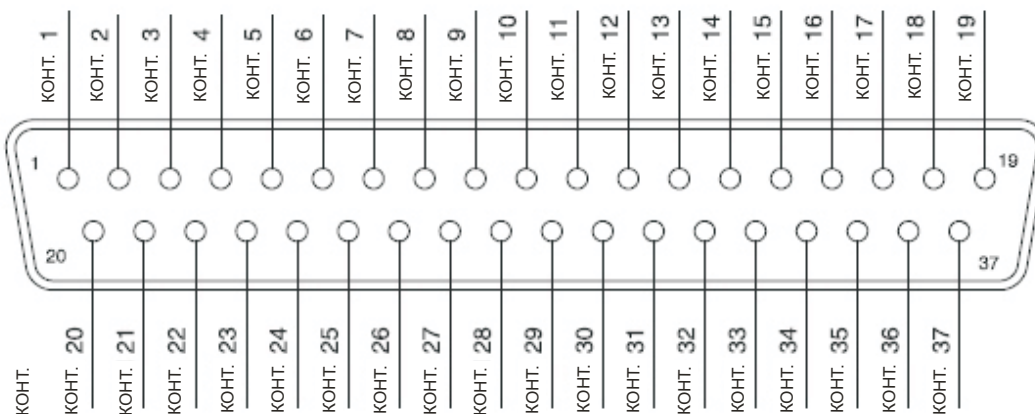 КОНТ. 1
КОНТ. 2
КОНТ. 3
КОНТ. 4
КОНТ. 5
КОНТ. 6
КОНТ. 7
КОНТ. 8
КОНТ. 9
КОНТ. 10
КОНТ. 11
КОНТ. 12
КОНТ. 13
КОНТ. 14
КОНТ. 15
КОНТ. 16
КОНТ. 17
КОНТ. 18
КОНТ. 19
1
19
20
37
КОНТ.
КОНТ. 20
КОНТ. 21
КОНТ. 22
КОНТ. 23
КОНТ. 24
КОНТ. 25
КОНТ. 26
КОНТ. 27
КОНТ. 28
КОНТ. 29
КОНТ. 30
КОНТ. 31
КОНТ. 32
КОНТ. 33
КОНТ. 34
КОНТ. 35
КОНТ. 36
КОНТ. 37